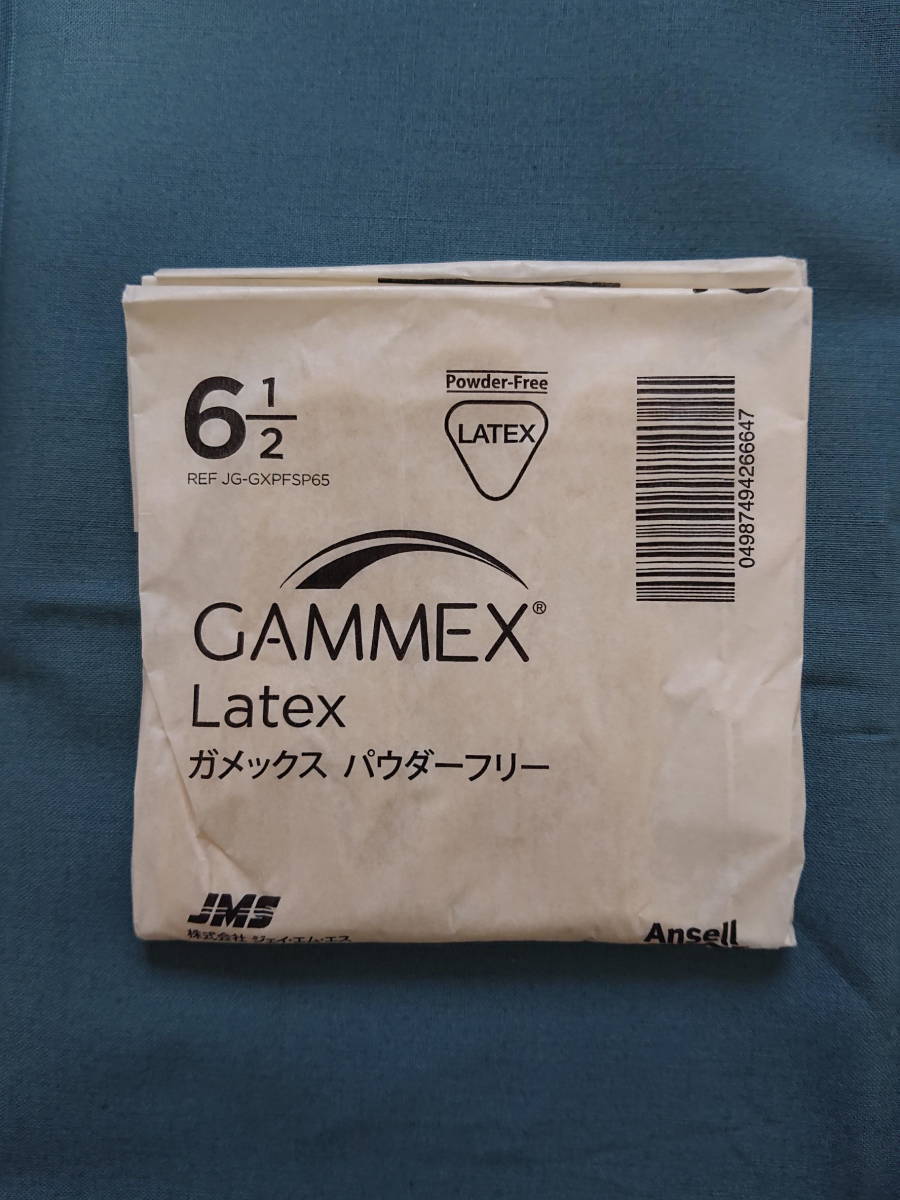 6 1/2
REF JG-GXPFSP65
Powder-Free
LATEX
04987494266647
GAMMEX®
Latex
ガメックス パウダーフリー
JMS
株式会社 ジェイ・エム・エス
Ansell